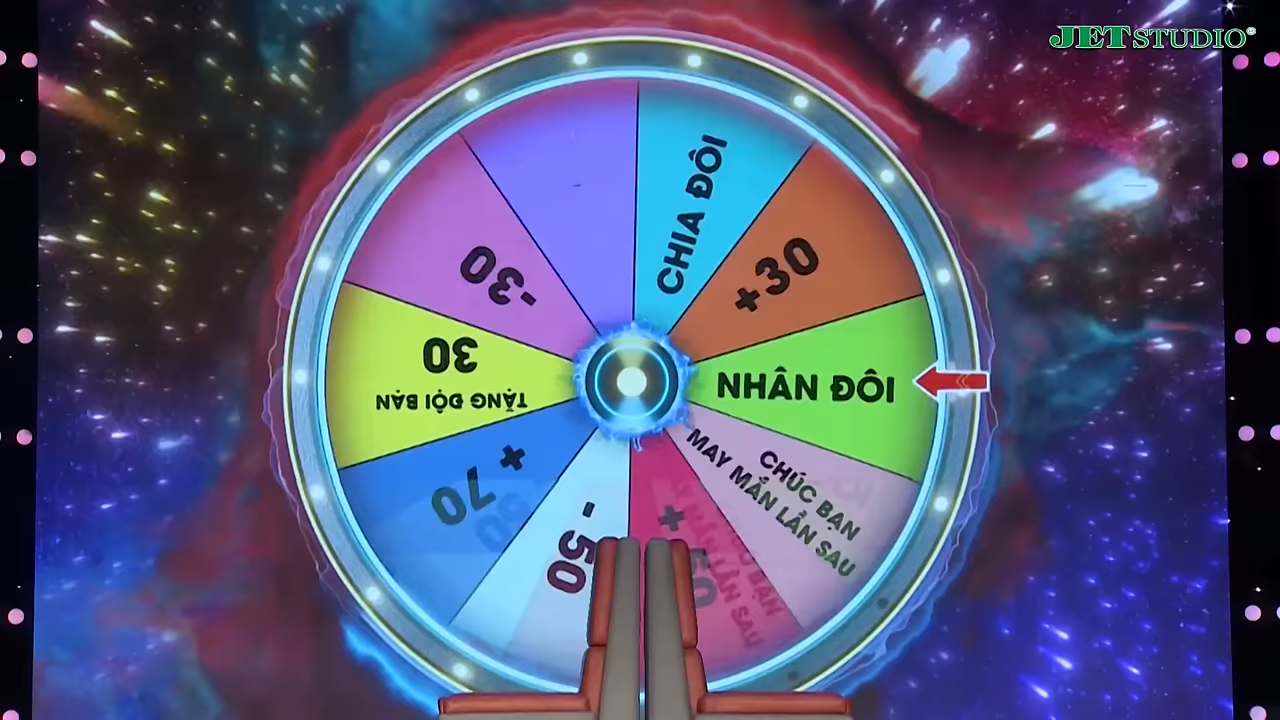 JETSTUDIO®
CHIA ĐÔI
+30
NHÂN ĐÔI
CHÚC BẠN
MAY MẮN LẦN SAU
+ 50
- 50
+ 70
TẶNG ĐỘI BẠN
30
-30